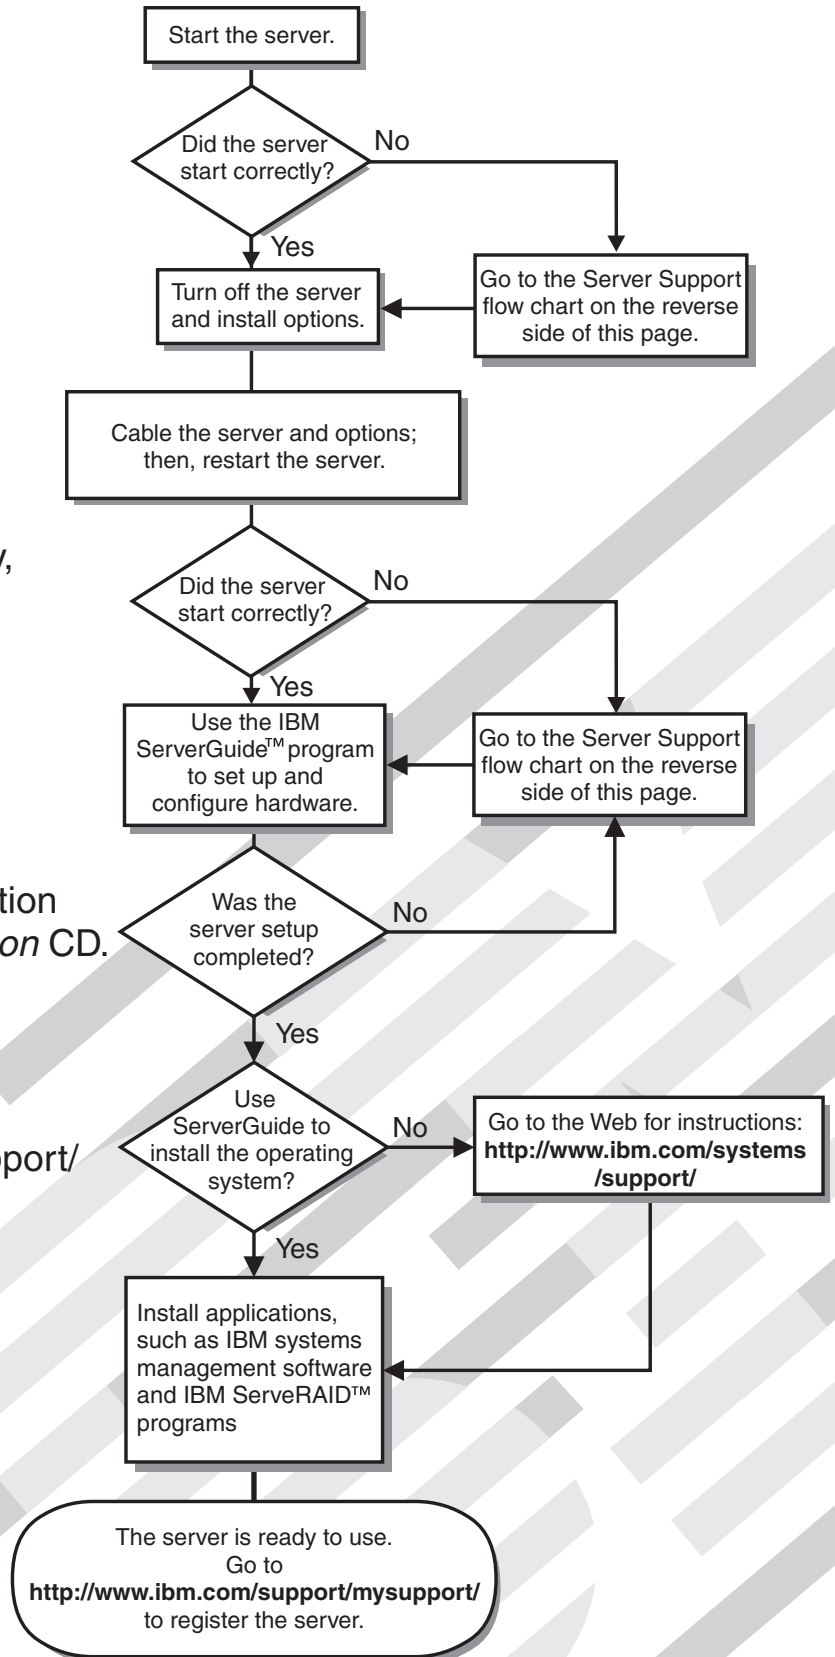 Start the server.
Did the server
start correctly?
No
Yes
Turn off the server
and install options.
Go to the Server Support
flow chart on the reverse
side of this page.
Cable the server and options;
then, restart the server.
y,
Did the server
start correctly?
No
Yes
Use the IBM
ServerGuide™ program
to set up and
configure hardware.
Go to the Server Support
flow chart on the reverse
side of this page.
tion
on CD.
Was the
server setup
completed?
No
Yes
port/
Use
ServerGuide to
install the operating
system?
No
Go to the Web for instructions:
http://www.ibm.com/systems
/support/
Yes
Install applications,
such as IBM systems
management software
and IBM ServeRAID™
programs
The server is ready to use.
Go to
http://www.ibm.com/support/mysupport/
to register the server.